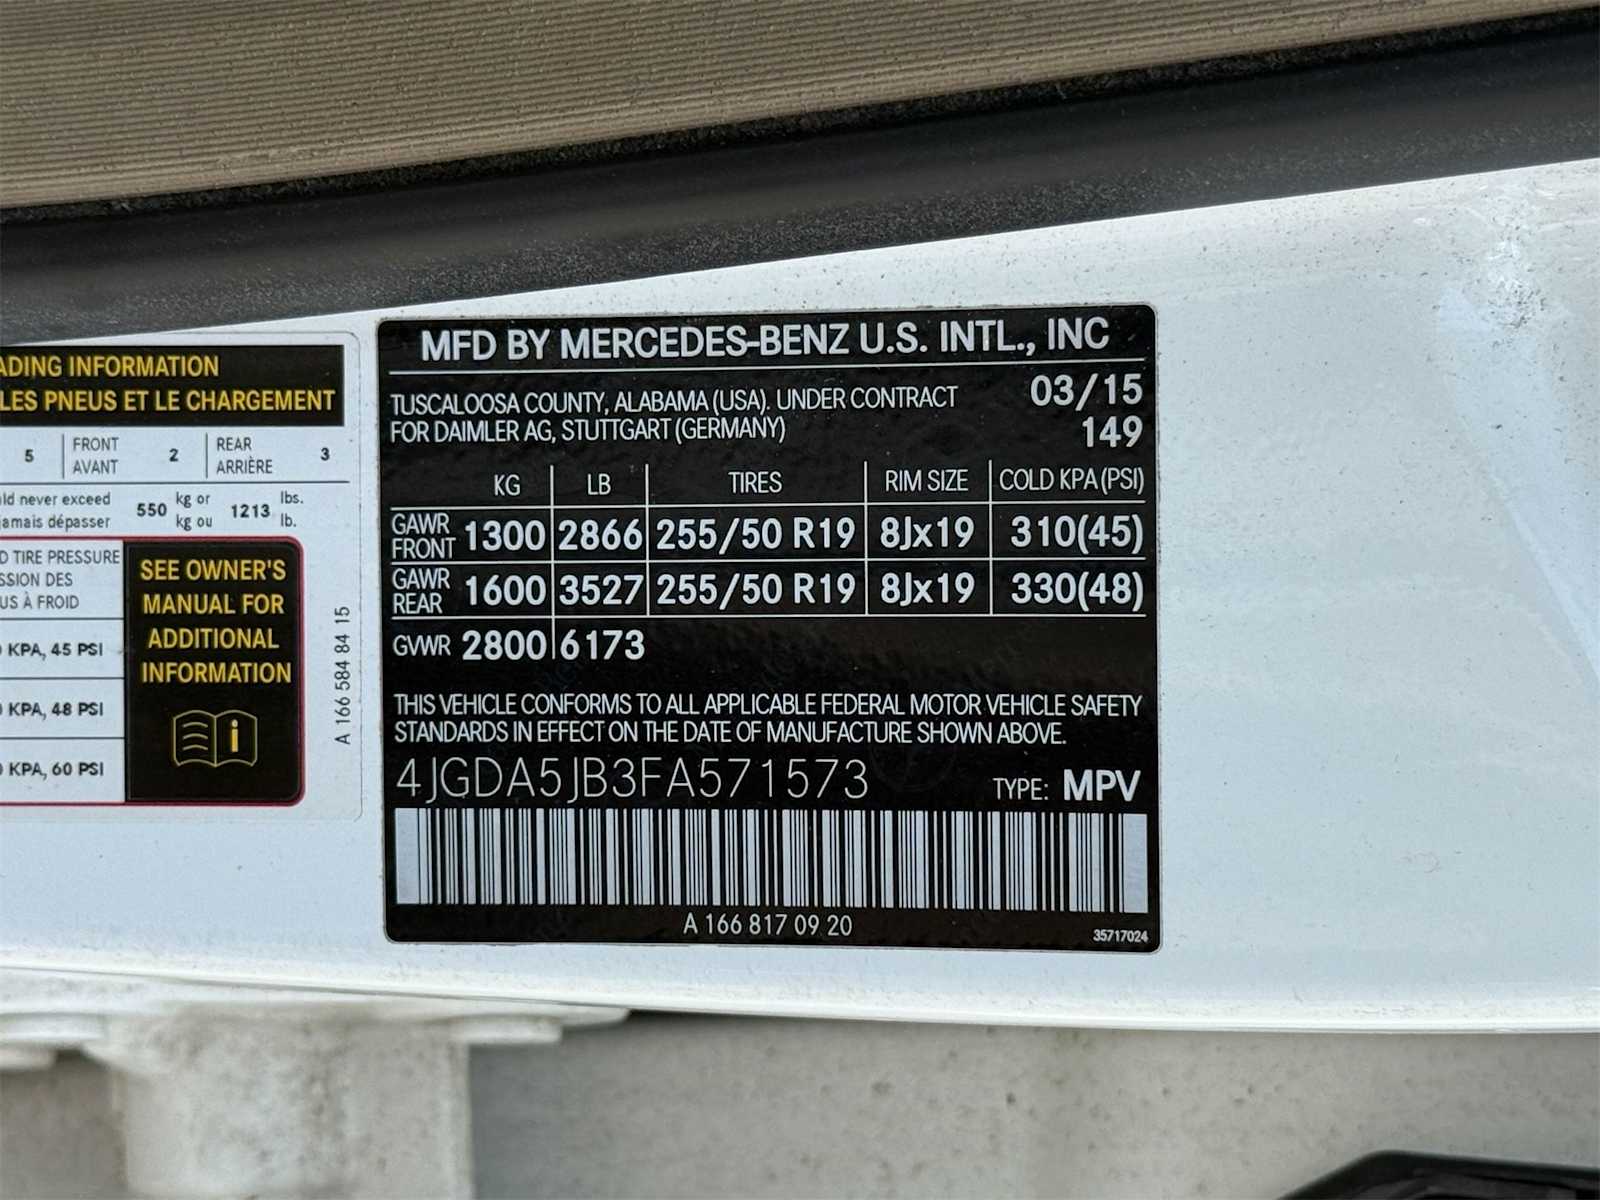 ADING INFORMATION
LES PNEUS ET LE CHARGEMENT
5 FRONT AVANT 2 REAR ARRIÈRE 3
never exceed 550 kg or 1213 lbs.
jamais dépasser kg ou lb.
TIRE PRESSURE
DES
À FROID
KPA, 45 PSI
KPA, 48 PSI
KPA, 60 PSI
SEE OWNER'S
MANUAL FOR
ADDITIONAL
INFORMATION
A 166 584 84 15
MFD BY MERCEDES-BENZ U.S. INTL., INC
TUSCALOOSA COUNTY, ALABAMA (USA). UNDER CONTRACT 03/15
FOR DAIMLER AG, STUTTGART (GERMANY) 149
KG LB TIRES RIM SIZE COLD KPA (PSI)
GAWR FRONT 1300 2866 255/50 R19 8Jx19 310(45)
GAWR REAR 1600 3527 255/50 R19 8Jx19 330(48)
GVWR 2800 6173
THIS VEHICLE CONFORMS TO ALL APPLICABLE FEDERAL MOTOR VEHICLE SAFETY
STANDARDS IN EFFECT ON THE DATE OF MANUFACTURE SHOWN ABOVE.
4JGDA5JB3FA571573 TYPE: MPV
A 166 817 09 20
35717024